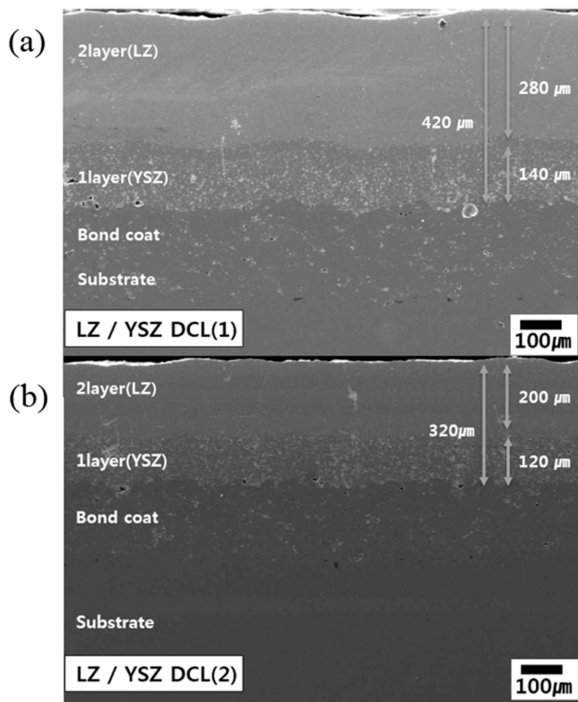 (a)
2layer(LZ)
280 ㎛
420 ㎛
1layer(YSZ)
140 ㎛
Bond coat
Substrate
LZ / YSZ DCL(1)
100㎛
(b)
2layer(LZ)
200 ㎛
320㎛
1layer(YSZ)
120 ㎛
Bond coat
Substrate
LZ / YSZ DCL(2)
100㎛